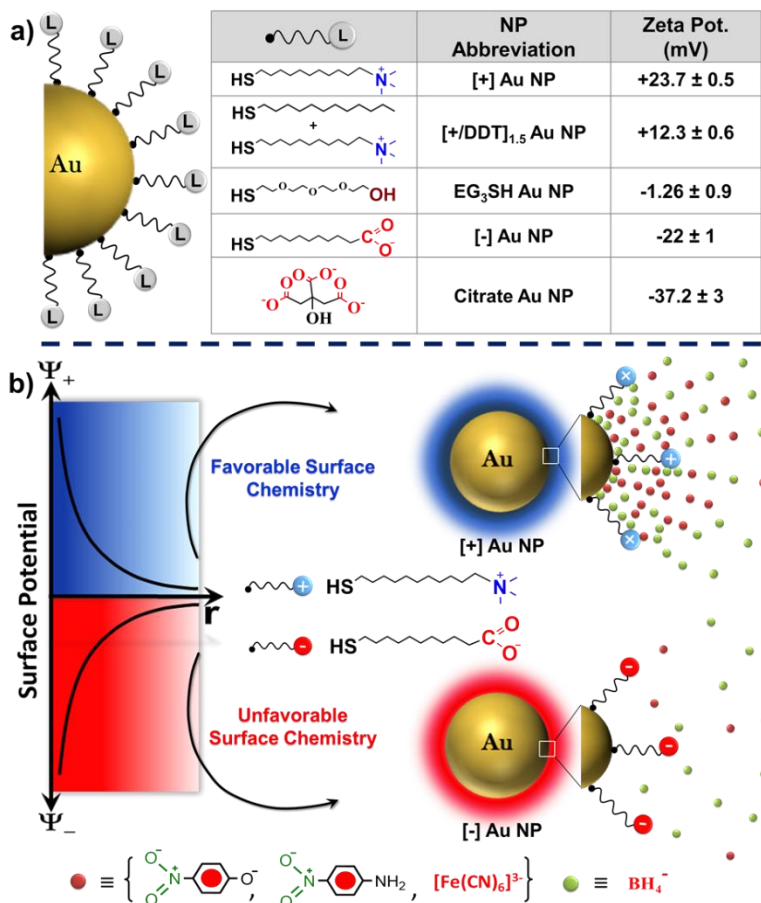 a)
L
L
L
L
L
L
L
L
L
Au
L
NP Abbreviation
Zeta Pot. (mV)
HS N⁺
[+] Au NP
+23.7 ± 0.5
HS
+
HS N⁺
[+/DDT]₁.₅ Au NP
+12.3 ± 0.6
HS O O O OH
EG₃SH Au NP
-1.26 ± 0.9
HS C O O⁻
[-] Au NP
-22 ± 1
O O⁻
⁻O O O O⁻
OH
Citrate Au NP
-37.2 ± 3
b)
Ψ₊
Surface Potential
r
Ψ₋
Favorable Surface
Chemistry
Au
[+] Au NP
+
+
+
+ HS N⁺
- HS C O O⁻
Unfavorable
Surface Chemistry
Au
[-] Au NP
-
-
-
≡ { O⁻ N⁺ O O⁻ , O⁻ N⁺ O NH₂ , [Fe(CN)₆]³⁻ } ≡ BH₄⁻